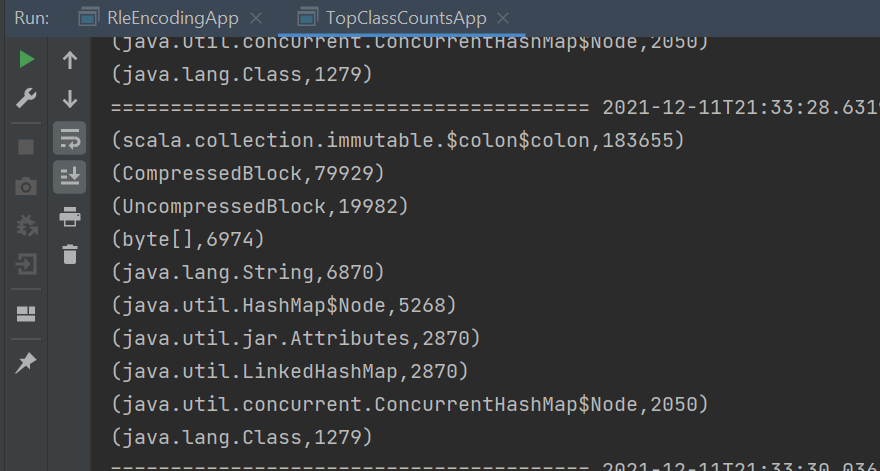 Run: RleEncodingApp TopClassCountsApp
(java.util.concurrent.ConcurrentHashMap$Node,2050)
(java.lang.Class,1279)
======================================== 2021-12-11T21:33:28.6319
(scala.collection.immutable.$colon$colon,183655)
(CompressedBlock,79929)
(UncompressedBlock,19982)
(byte[],6974)
(java.lang.String,6870)
(java.util.HashMap$Node,5268)
(java.util.jar.Attributes,2870)
(java.util.LinkedHashMap,2870)
(java.util.concurrent.ConcurrentHashMap$Node,2050)
(java.lang.Class,1279)
======================================== 2021-12-11T21:33:30.036